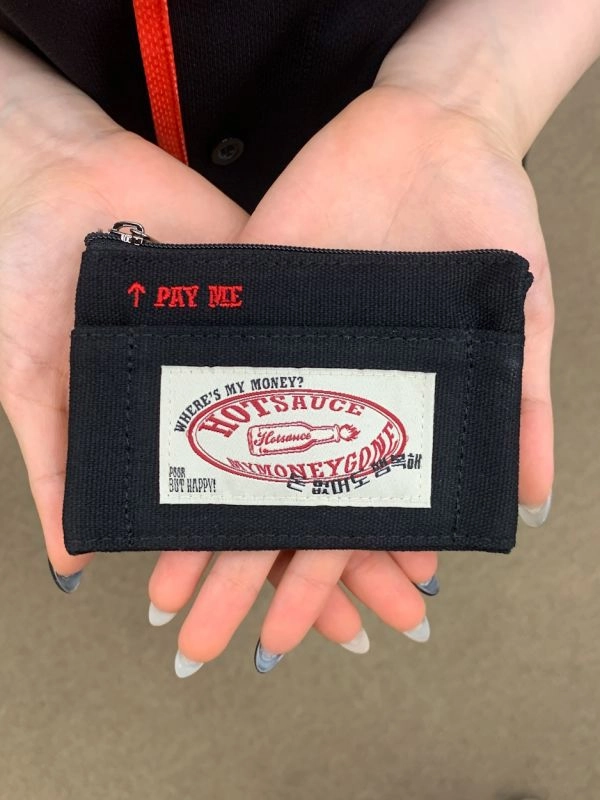 ↑ PAY ME
WHERE'S MY MONEY?
HOTSAUCE
Hotsauce
MYMONEYGONE
POOR
BUT HAPPY!
돈 없어도 행복해